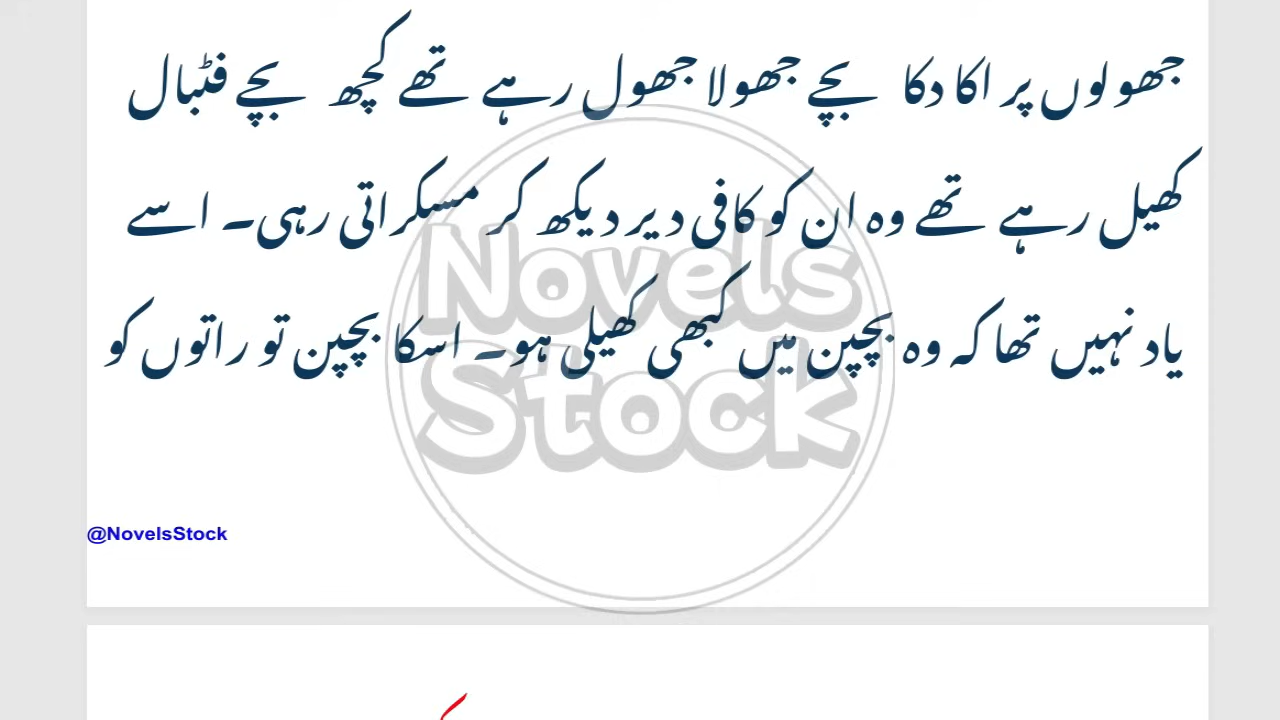 جھولوں پر اکا دکا بچے جھولا جھول رہے تھے کچھ بچے فٹبال
کھیل رہے تھے وہ ان کو کافی دیر دیکھ کر مسکراتی رہی۔ اسے
یاد نہیں تھا کہ وہ بچپن میں کبھی کھیلی ہو۔ اسکا بچپن تو راتوں کو
Novels
Stock
@NovelsStock